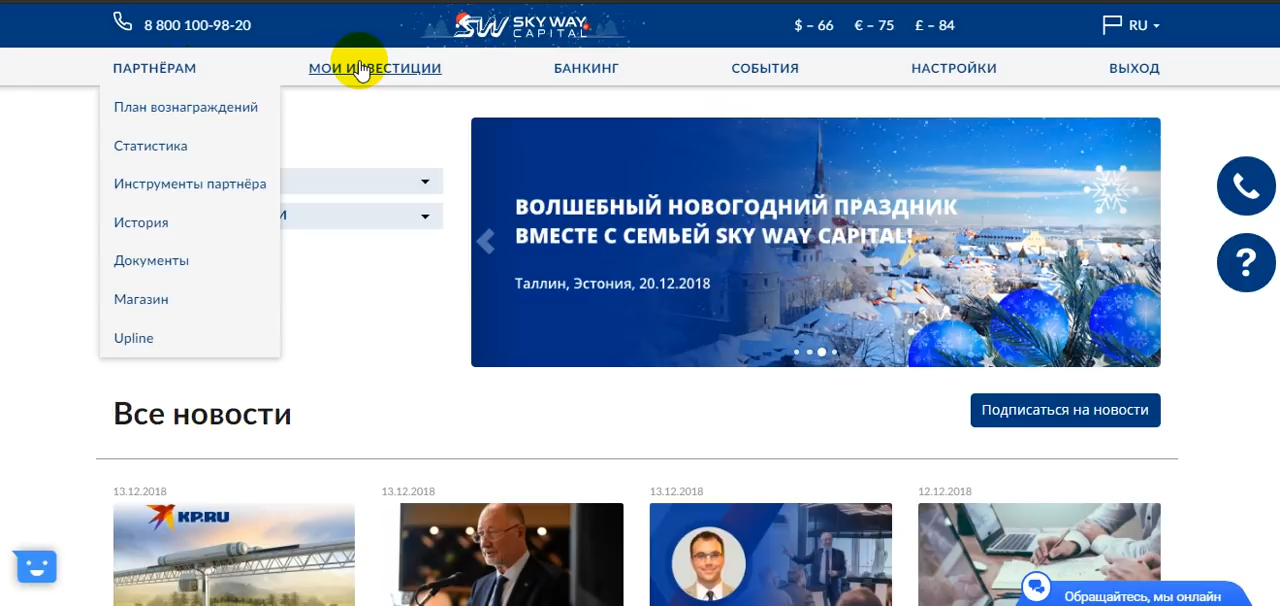 8 800 100-98-20
SW SKY WAY CAPITAL
$ – 66 € – 75 £ – 84
RU
ПАРТНЁРАМ
МОИ ИНВЕСТИЦИИ
БАНКИНГ
СОБЫТИЯ
НАСТРОЙКИ
ВЫХОД
План вознаграждений
Статистика
Инструменты партнёра
История
Документы
Магазин
Upline
И
ВОЛШЕБНЫЙ НОВОГОДНИЙ ПРАЗДНИК
ВМЕСТЕ С СЕМЬЕЙ SKY WAY CAPITAL!
Таллин, Эстония, 20.12.2018
?
Все новости
Подписаться на новости
13.12.2018
13.12.2018
13.12.2018
12.12.2018
KP.RU
Обращайтесь, мы онлайн